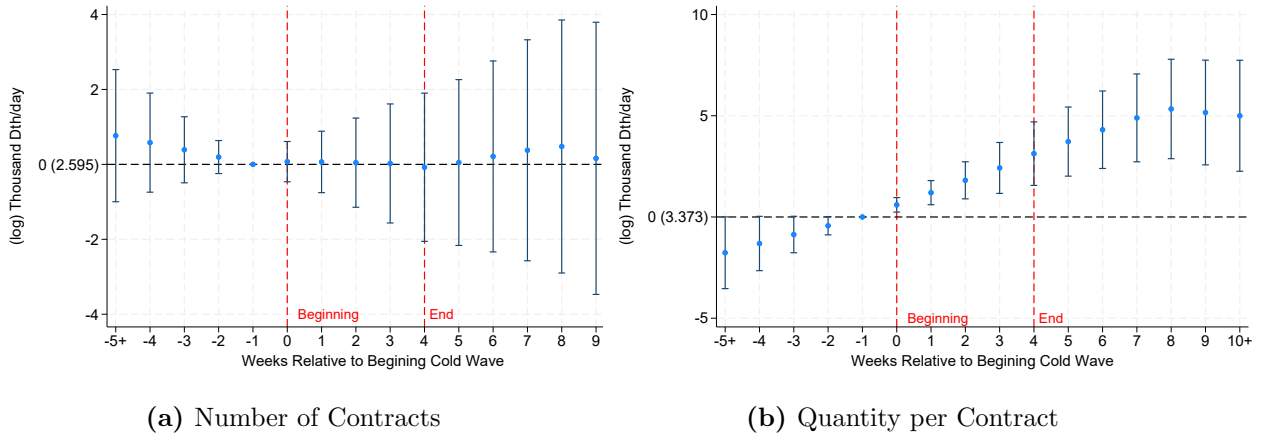 (log) Thousand Dth/day
4
2
0 (2.595)
-2
-4
Beginning
End
-5+ -4 -3 -2 -1 0 1 2 3 4 5 6 7 8 9
Weeks Relative to Begining Cold Wave
(a) Number of Contracts
(log) Thousand Dth/day
10
5
0 (3.373)
-5
Beginning
End
-5+ -4 -3 -2 -1 0 1 2 3 4 5 6 7 8 9 10+
Weeks Relative to Begining Cold Wave
(b) Quantity per Contract